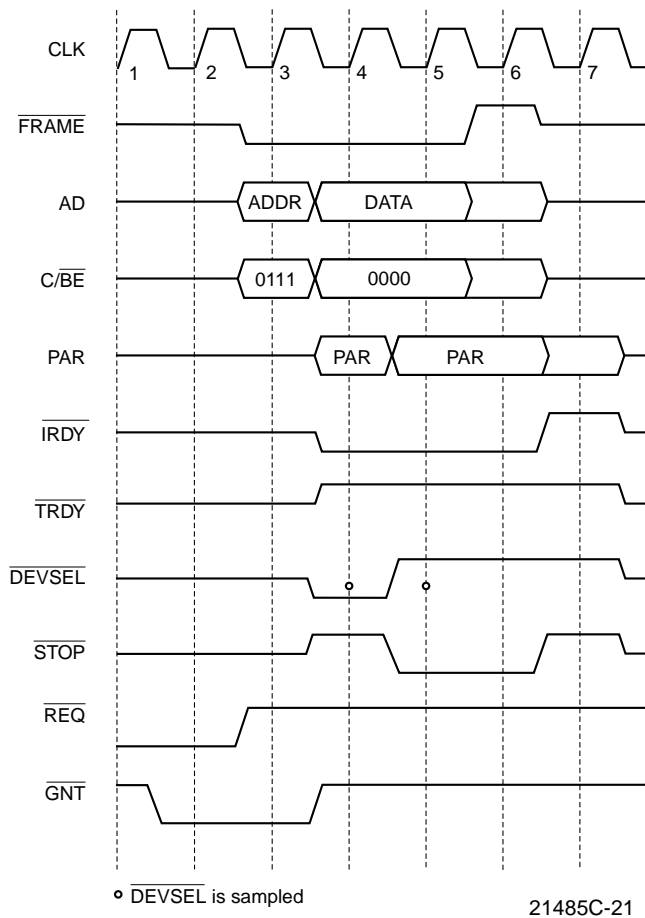 CLK
1 2 3 4 5 6 7
FRAME
AD
ADDR DATA
C/BE
0111 0000
PAR
PAR PAR
IRDY
TRDY
DEVSEL
STOP
REQ
GNT
DEVSEL is sampled
21485C-21